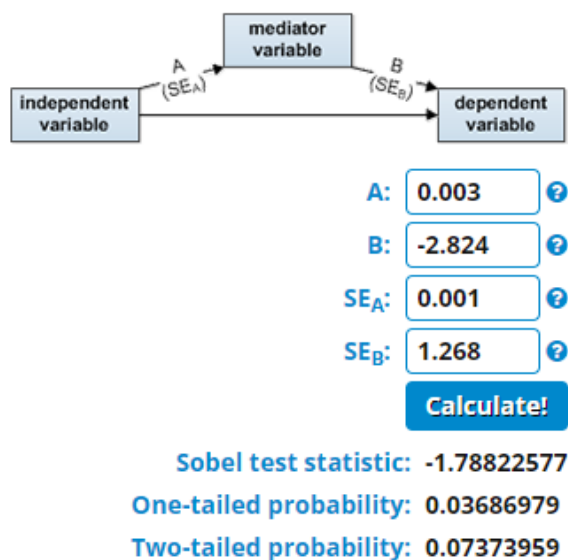 mediator
variable
A
(SEA)
B
(SEB)
independent
variable
dependent
variable
A: 0.003 ?
B: -2.824 ?
SEA: 0.001 ?
SEB: 1.268 ?
Calculate!
Sobel test statistic: -1.78822577
One-tailed probability: 0.03686979
Two-tailed probability: 0.07373959